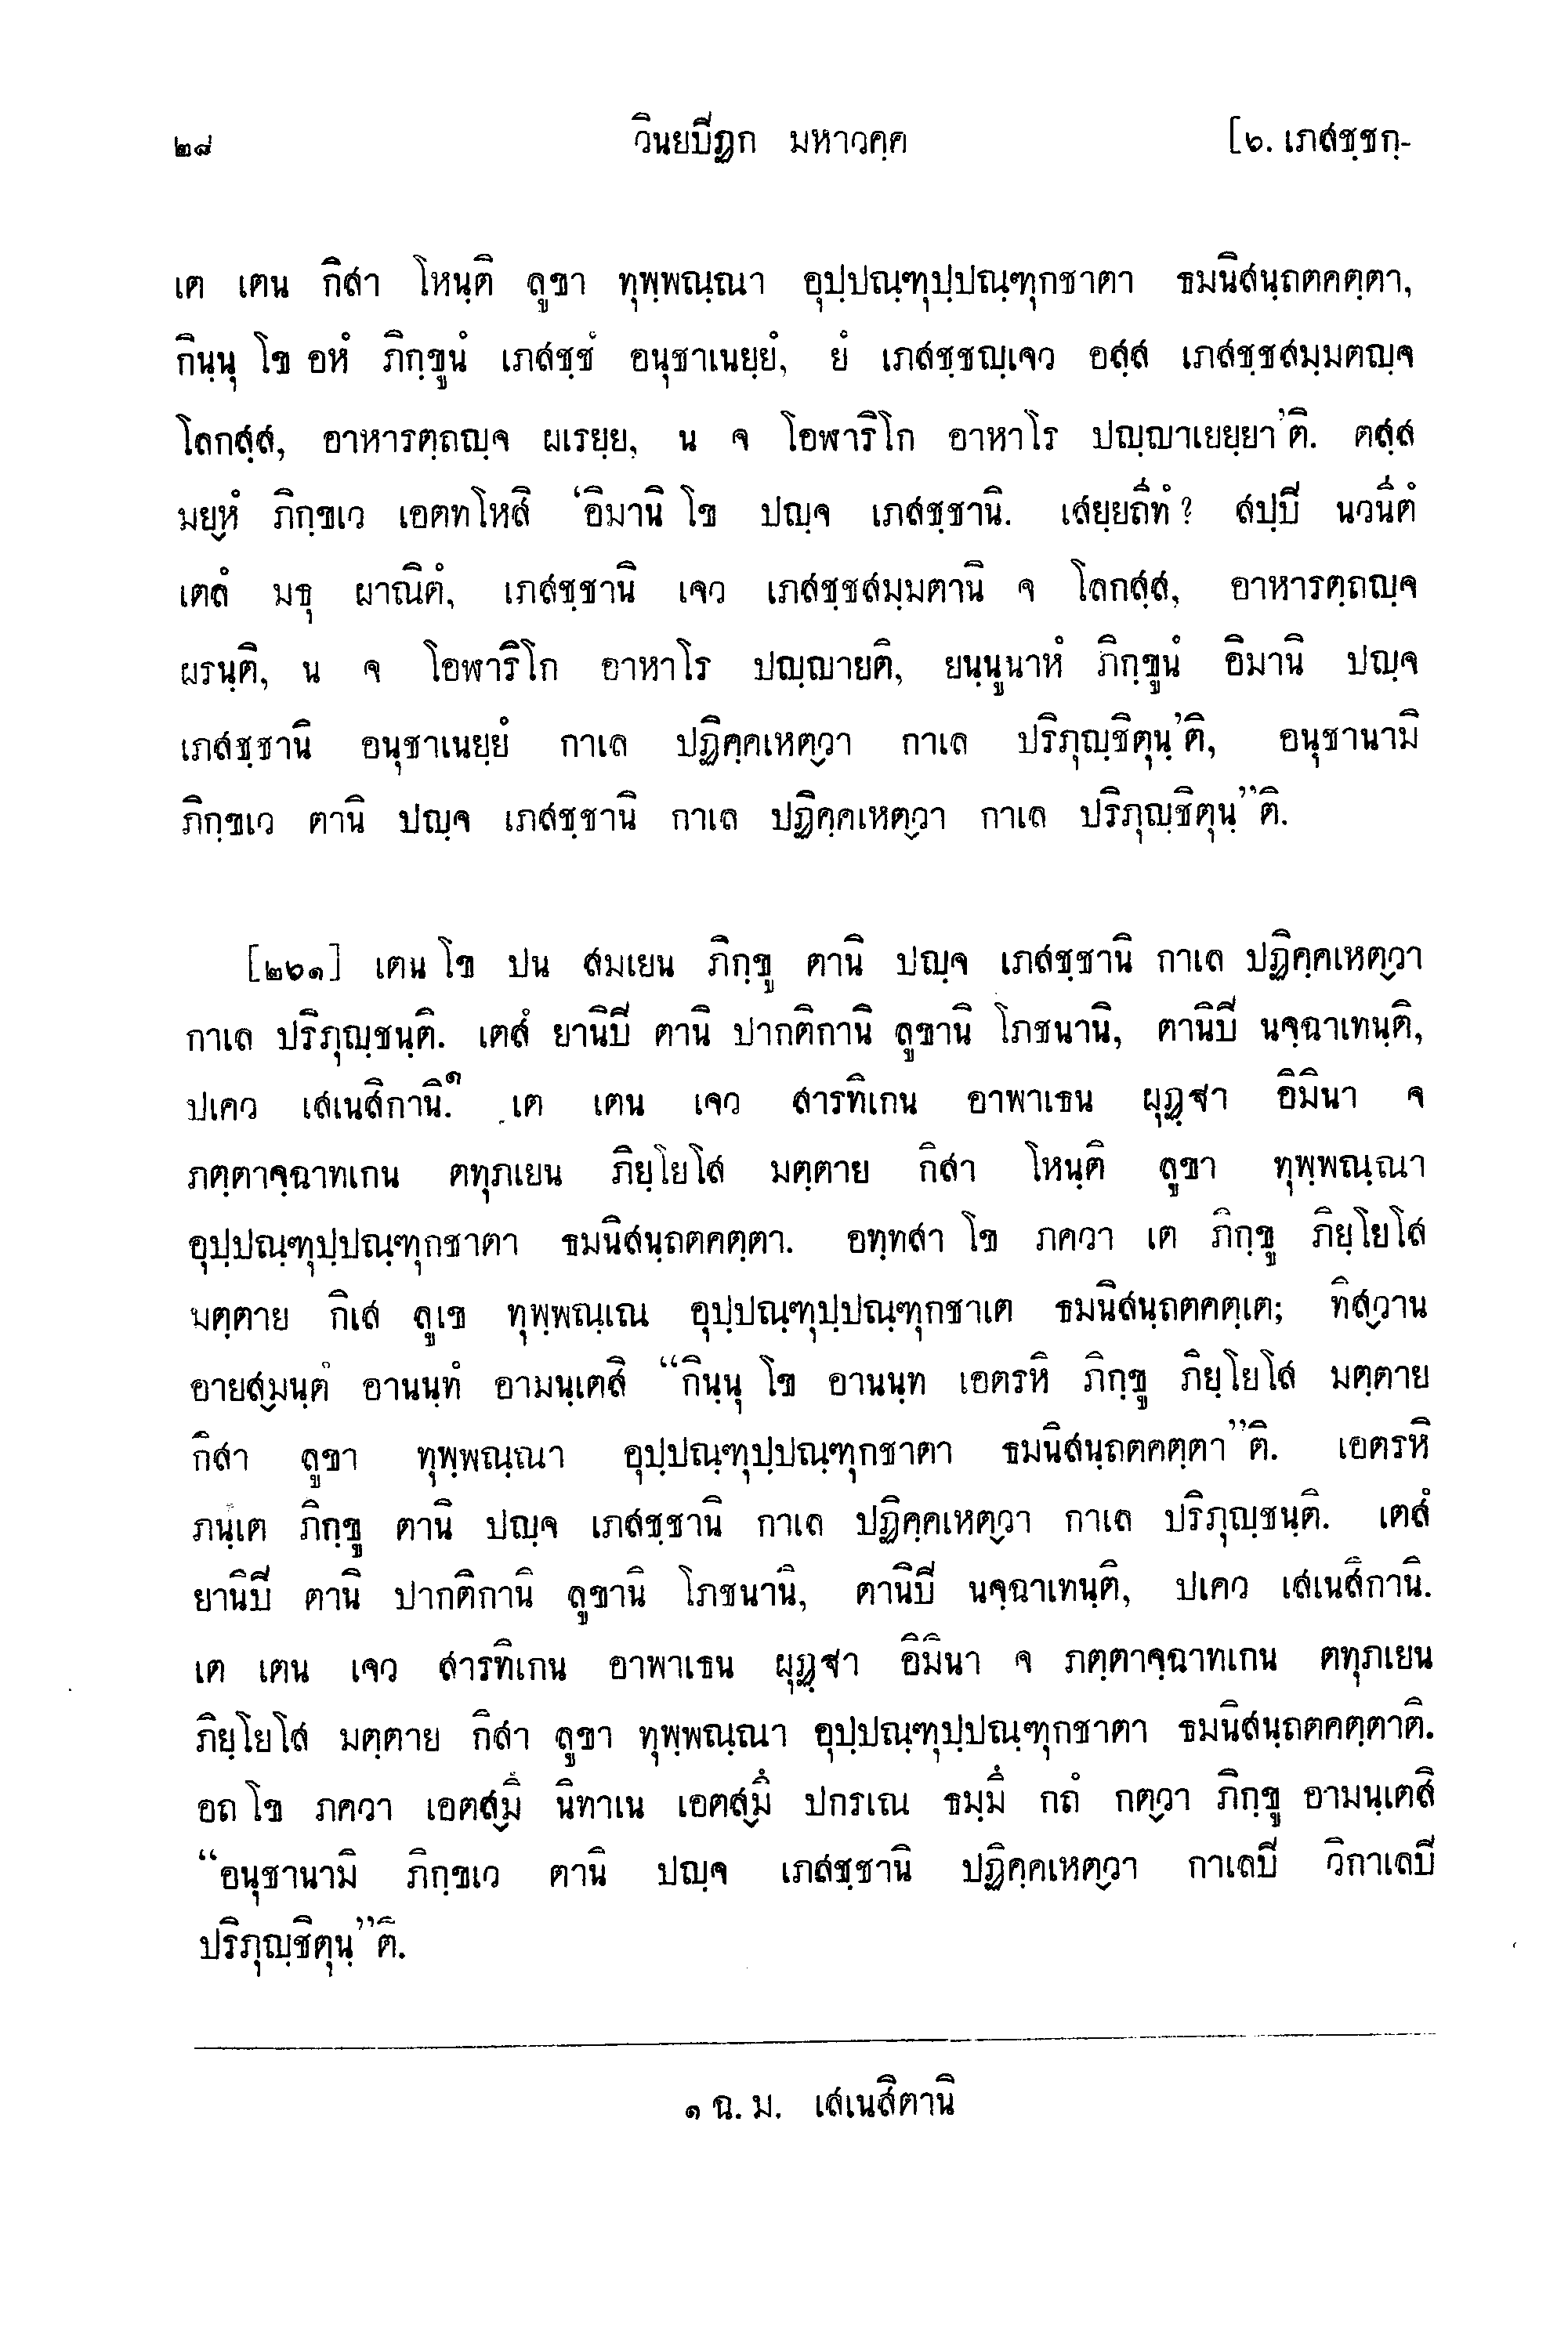 ๒๘ วินยปิฏก มหาวคฺค [๖. เภสชฺชกฺ-
เต เตน กิสา โหนฺติ ลูขา ทุพฺพณฺณา อุปฺปณฺฑุปฺปณฺฑุกชาตา ธมนิสนฺถตคตฺตา,
กินฺนุ โข อหํ ภิกฺขูนํ เภสชฺชํ อนุชาเนยฺยํ, ยํ เภสชฺชญฺเจว อสฺส เภสชฺชสมฺมตญฺจ
โลกสฺส, อาหารตฺถญฺจ ผเรยฺย, น จ โอฬาริโก อาหาโร ปญฺญาเยยฺยา’ติ. ตสฺส
มยฺหํ ภิกฺขเว เอตทโหสิ ‘อิมานิ โข ปญฺจ เภสชฺชานิ. เสยฺยถีทํ? สปฺปิ นวนีตํ
เตลํ มธุ ผาณิตํ, เภสชฺชานิ เจว เภสชฺชสมฺมตานิ จ โลกสฺส, อาหารตฺถญฺจ
ผรนฺติ, น จ โอฬาริโก อาหาโร ปญฺญายติ, ยนฺนูนาหํ ภิกฺขูนํ อิมานิ ปญฺจ
เภสชฺชานิ อนุชาเนยฺยํ กาเล ปฏิคฺคเหตฺวา กาเล ปริภุญฺชิตุนฺ’ติ, อนุชานามิ
ภิกฺขเว ตานิ ปญฺจ เภสชฺชานิ กาเล ปฏิคฺคเหตฺวา กาเล ปริภุญฺชิตุนฺ”ติ.
[๒๖๑] เตน โข ปน สมเยน ภิกฺขู ตานิ ปญฺจ เภสชฺชานิ กาเล ปฏิคฺคเหตฺวา
กาเล ปริภุญฺชนฺติ. เตสํ ยานิปิ ตานิ ปากติกานิ ลูขานิ โภชนานิ, ตานิปิ นจฺฉาเทนฺติ,
ปเคว เสเนสิกานิ.๑ เต เตน เจว สารทิเกน อาพาเธน ผุฏฺฐา อิมินา จ
ภตฺตาจฺฉาทเกน ตทุภเยน ภิยฺโยโส มตฺตาย กิสา โหนฺติ ลูขา ทุพฺพณฺณา
อุปฺปณฺฑุปฺปณฺฑุกชาตา ธมนิสนฺถตคตฺตา. อทฺทสา โข ภควา เต ภิกฺขู ภิยฺโยโส
มตฺตาย กิเส ลูเข ทุพฺพณฺเณ อุปฺปณฺฑุปฺปณฺฑุกชาเต ธมนิสนฺถตคตฺเต; ทิสฺวาน
อายสฺมนฺตํ อานนฺทํ อามนฺเตสิ “กินฺนุ โข อานนฺท เอตรหิ ภิกฺขู ภิยฺโยโส มตฺตาย
กิสา ลูขา ทุพฺพณฺณา อุปฺปณฺฑุปฺปณฺฑุกชาตา ธมนิสนฺถตคตฺตา”ติ. เอตรหิ
ภนฺเต ภิกฺขู ตานิ ปญฺจ เภสชฺชานิ กาเล ปฏิคฺคเหตฺวา กาเล ปริภุญฺชนฺติ. เตสํ
ยานิปิ ตานิ ปากติกานิ ลูขานิ โภชนานิ, ตานิปิ นจฺฉาเทนฺติ, ปเคว เสเนสิกานิ.
เต เตน เจว สารทิเกน อาพาเธน ผุฏฺฐา อิมินา จ ภตฺตาจฺฉาทเกน ตทุภเยน
ภิยฺโยโส มตฺตาย กิสา ลูขา ทุพฺพณฺณา อุปฺปณฺฑุปฺปณฺฑุกชาตา ธมนิสนฺถตคตฺตาติ.
อถ โข ภควา เอตสฺมึ นิทาเน เอตสฺมึ ปกรเณ ธมฺมึ กถํ กตฺวา ภิกฺขู อามนฺเตสิ
“อนุชานามิ ภิกฺขเว ตานิ ปญฺจ เภสชฺชานิ ปฏิคฺคเหตฺวา กาเลปิ วิกาเลปิ
ปริภุญฺชิตุนฺ”ติ.
๑ ฉ. ม. เสเนสิตานิ